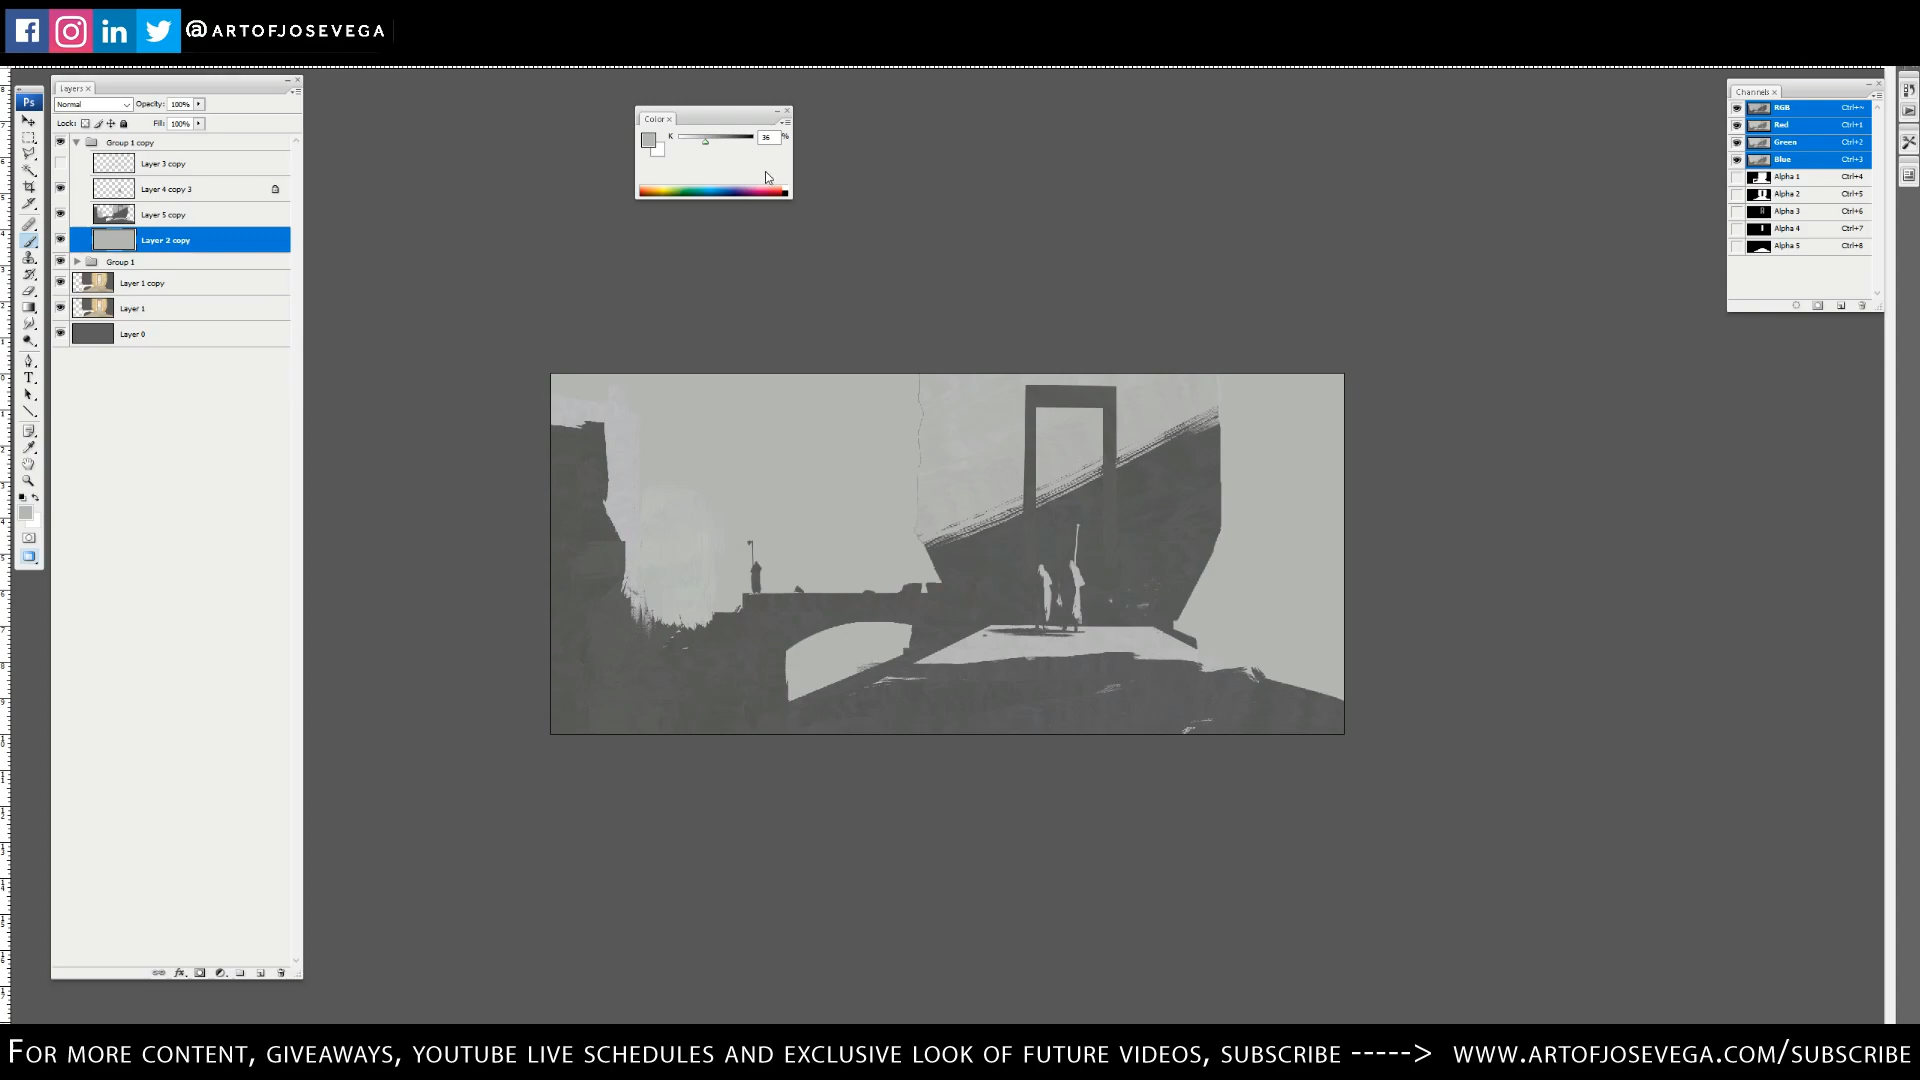 @ARTOFJOSEVEGA
Layers
Normal Opacity: 100%
Lock: Fill: 100%
Group 1 copy
Layer 3 copy
Layer 4 copy 3
Layer 5 copy
Layer 2 copy
Group 1
Layer 1 copy
Layer 1
Layer 0
Ps
Color
K 36 %
Channels
RGB Ctrl+~
Red Ctrl+1
Green Ctrl+2
Blue Ctrl+3
Alpha 1 Ctrl+4
Alpha 2 Ctrl+5
Alpha 3 Ctrl+6
Alpha 4 Ctrl+7
Alpha 5 Ctrl+8
FOR MORE CONTENT, GIVEAWAYS, YOUTUBE LIVE SCHEDULES AND EXCLUSIVE LOOK OF FUTURE VIDEOS, SUBSCRIBE -----> WWW.ARTOFJOSEVEGA.COM/SUBSCRIBE